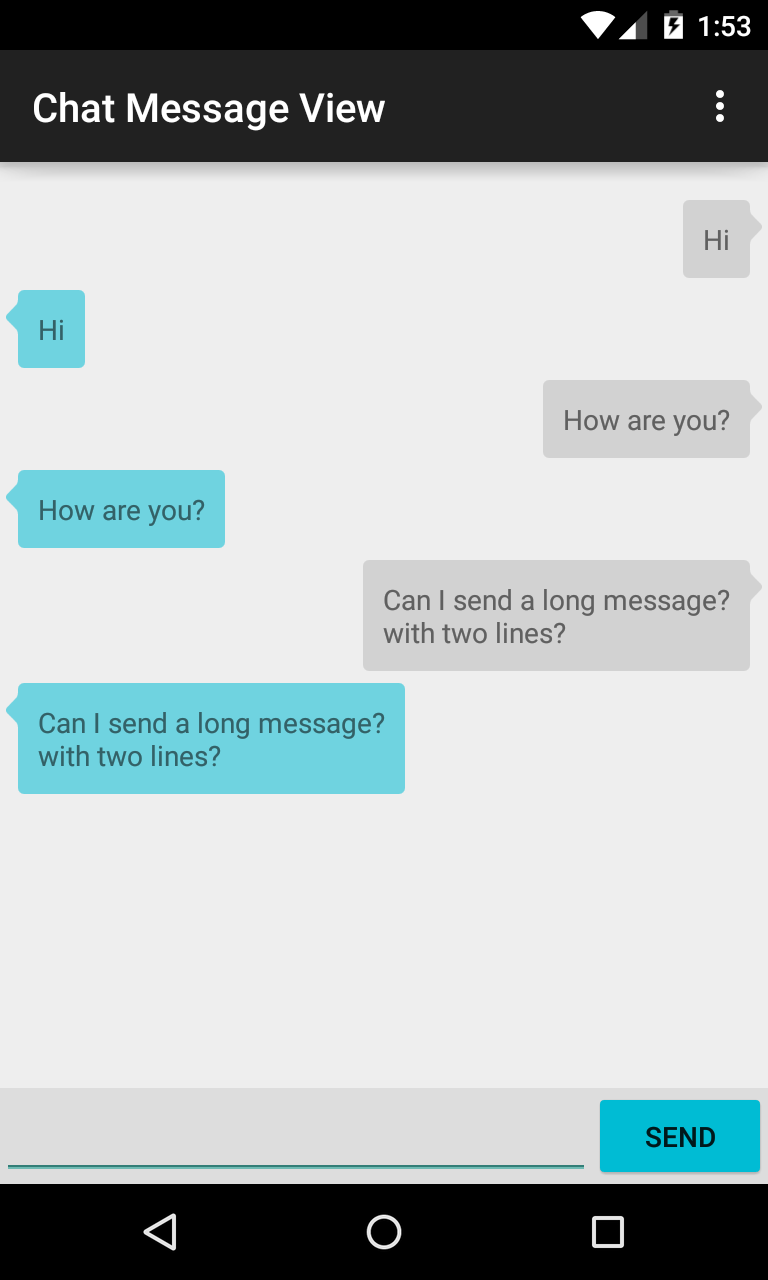 1:53
Chat Message View
Hi
Hi
How are you?
How are you?
Can I send a long message?
with two lines?
Can I send a long message?
with two lines?
SEND